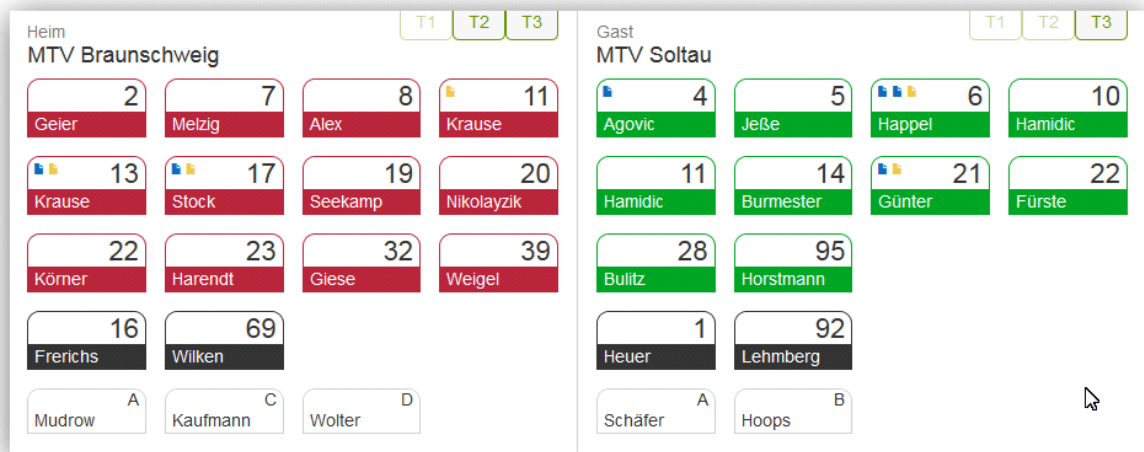 Heim
MTV Braunschweig
T1 T2 T3
2 7 8 11
Geier Melzig Alex Krause
13 17 19 20
Krause Stock Seekamp Nikolayzik
22 23 32 39
Körner Harendt Giese Weigel
16 69
Frerichs Wilken
A C D
Mudrow Kaufmann Wolter
Gast
MTV Soltau
T1 T2 T3
4 5 6 10
Agovic Jeße Happel Hamidic
11 14 21 22
Hamidic Burmester Günter Fürste
28 95
Bulitz Horstmann
1 92
Heuer Lehmberg
A B
Schäfer Hoops